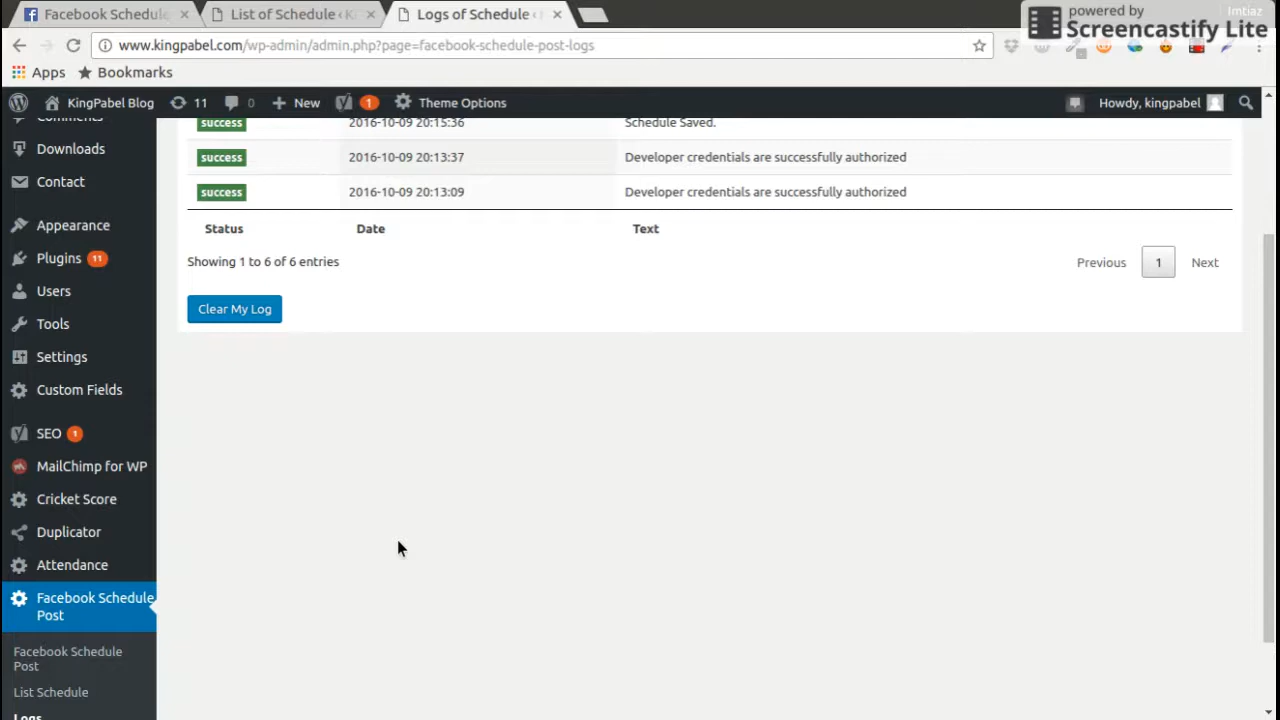 Facebook Schedule
List of Schedule ‹ Ki
Logs of Schedule ‹
powered by
Imtiaz
Screencastify Lite
www.kingpabel.com/wp-admin/admin.php?page=facebook-schedule-post-logs
Apps
Bookmarks
KingPabel Blog
11
0
New
1
Theme Options
Howdy, kingpabel
Comments
Downloads
Contact
Appearance
Plugins 11
Users
Tools
Settings
Custom Fields
SEO 1
MailChimp for WP
Cricket Score
Duplicator
Attendance
Facebook Schedule
Post
Facebook Schedule
Post
List Schedule
Logs
success 2016-10-09 20:15:36 Schedule Saved.
success 2016-10-09 20:13:37 Developer credentials are successfully authorized
success 2016-10-09 20:13:09 Developer credentials are successfully authorized
Status Date Text
Showing 1 to 6 of 6 entries
Previous 1 Next
Clear My Log